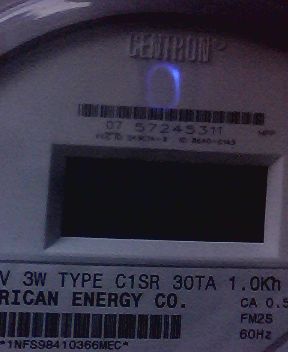 CENTRON®
07 57245311
V 3W TYPE C1SR 30TA 1.0Kh
RICAN ENERGY CO.
CA 0.5
FM2S
60Hz
*1NFS98410366MEC*